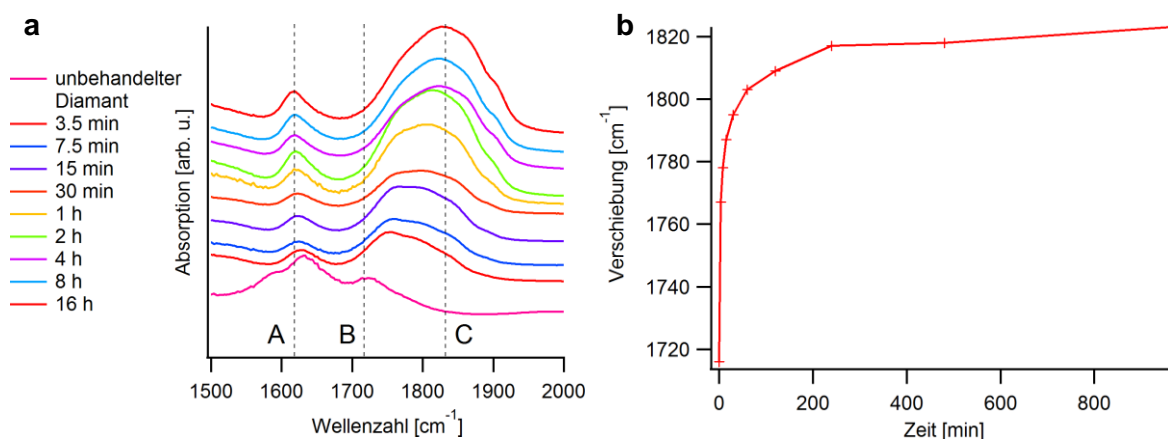 a
unbehandelter
Diamant
3.5 min
7.5 min
15 min
30 min
1 h
2 h
4 h
8 h
16 h
Absorption [arb. u.]
A
B
C
1500
1600
1700
1800
1900
2000
Wellenzahl [cm⁻¹]
b
Verschiebung [cm⁻¹]
1820
1800
1780
1760
1740
1720
0
200
400
600
800
Zeit [min]